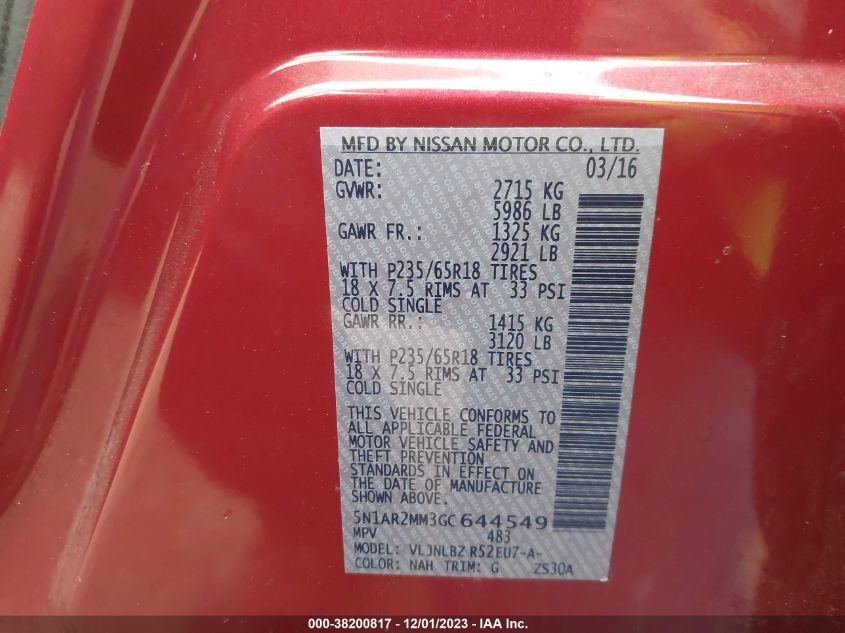 MFD BY NISSAN MOTOR CO., LTD.
DATE: 03/16
GVWR: 2715 KG
5986 LB
GAWR FR.: 1325 KG
2921 LB
WITH P235/65R18 TIRES
18 X 7.5 RIMS AT 33 PSI
COLD SINGLE
GAWR RR.: 1415 KG
3120 LB
WITH P235/65R18 TIRES
18 X 7.5 RIMS AT 33 PSI
COLD SINGLE
THIS VEHICLE CONFORMS TO
ALL APPLICABLE FEDERAL
MOTOR VEHICLE SAFETY AND
THEFT PREVENTION
STANDARDS IN EFFECT ON
THE DATE OF MANUFACTURE
SHOWN ABOVE.
5N1AR2MM3GC644549
MPV 483
MODEL: VLJNLBZ R52EU7-A-
COLOR: NAH TRIM: G ZS30A
000-38200817 - 12/01/2023 - IAA Inc.